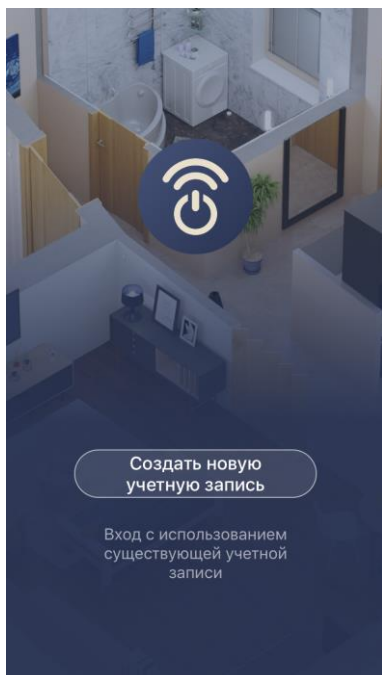 Создать новую
учетную запись
Вход с использованием
существующей учетной
записи